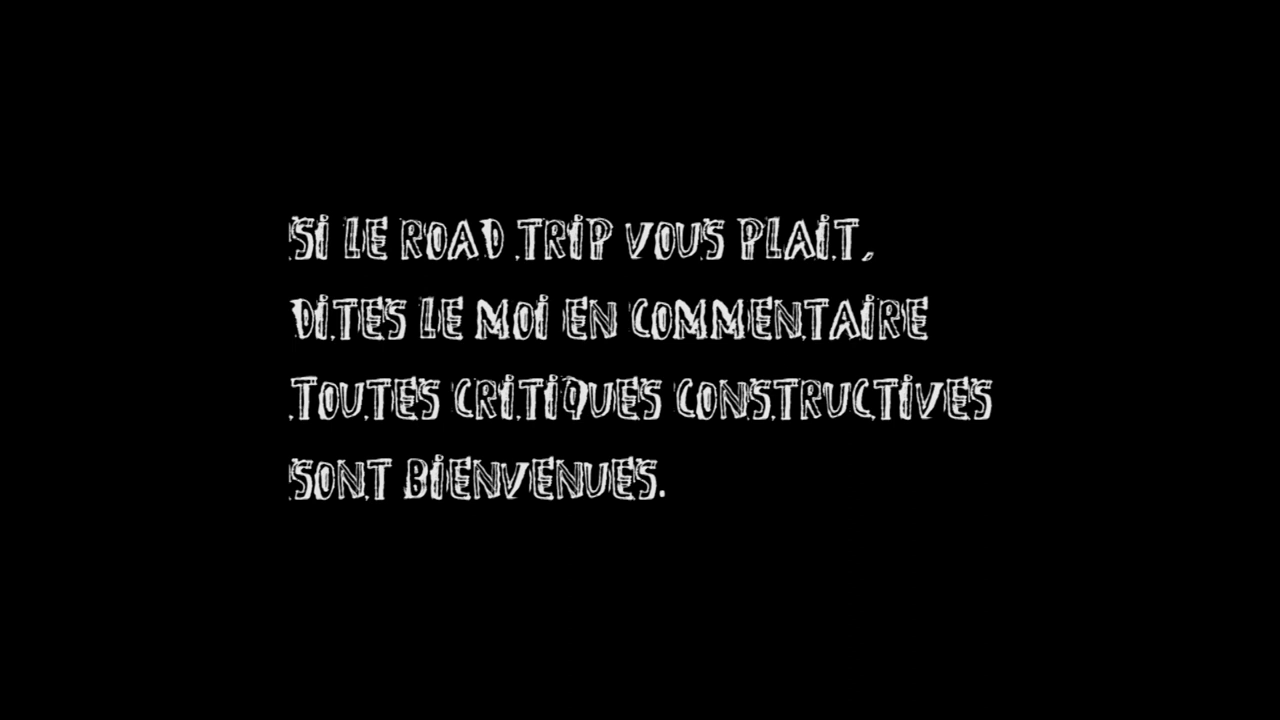 SI LE ROAD TRIP VOUS PLAIT,
DITES LE MOI EN COMMENTAIRE
TOUTES CRITIQUES CONSTRUCTIVES
SONT BIENVENUES.